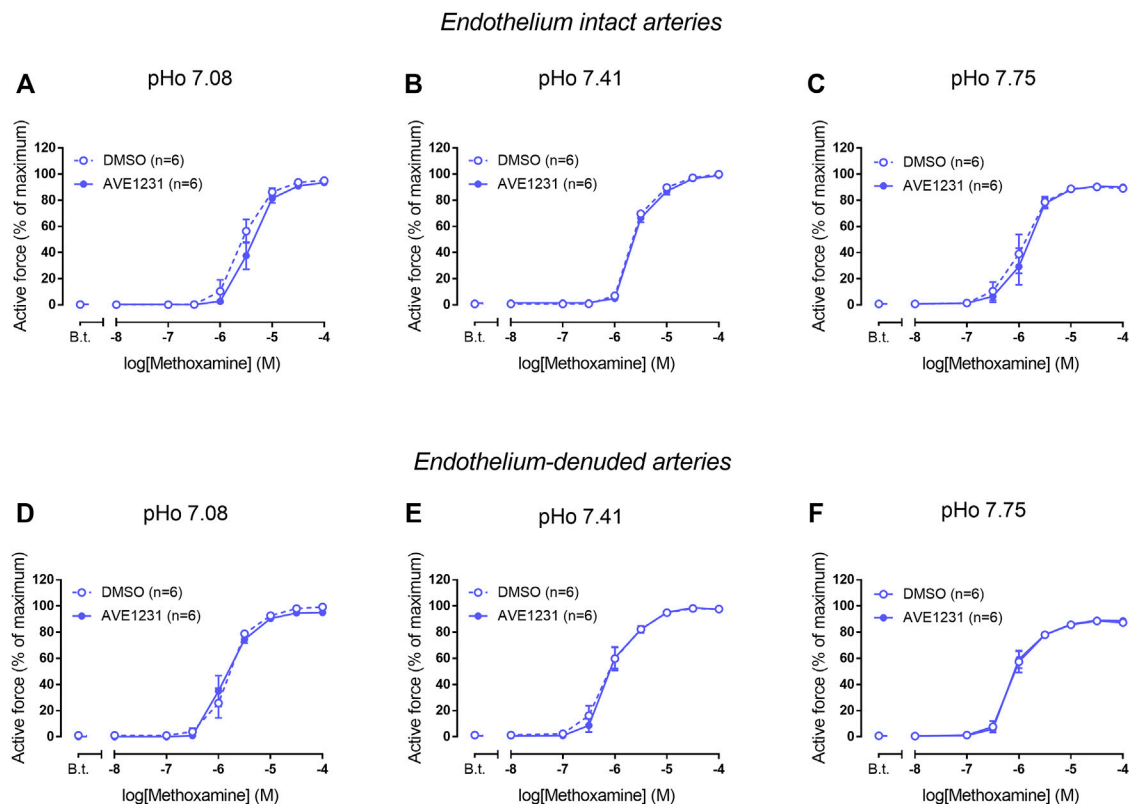 Endothelium intact arteries
A
pHo 7.08
Active force (% of maximum)
120
100
80
60
40
20
0
DMSO (n=6)
AVE1231 (n=6)
B.t.
-8
-7
-6
-5
-4
log[Methoxamine] (M)
B
pHo 7.41
Active force (% of maximum)
120
100
80
60
40
20
0
DMSO (n=6)
AVE1231 (n=6)
B.t.
-8
-7
-6
-5
-4
log[Methoxamine] (M)
C
pHo 7.75
Active force (% of maximum)
120
100
80
60
40
20
0
DMSO (n=6)
AVE1231 (n=6)
B.t.
-8
-7
-6
-5
-4
log[Methoxamine] (M)
Endothelium-denuded arteries
D
pHo 7.08
Active force (% of maximum)
120
100
80
60
40
20
0
DMSO (n=6)
AVE1231 (n=6)
B.t.
-8
-7
-6
-5
-4
log[Methoxamine] (M)
E
pHo 7.41
Active force (% of maximum)
120
100
80
60
40
20
0
DMSO (n=6)
AVE1231 (n=6)
B.t.
-8
-7
-6
-5
-4
log[Methoxamine] (M)
F
pHo 7.75
Active force (% of maximum)
120
100
80
60
40
20
0
DMSO (n=6)
AVE1231 (n=6)
B.t.
-8
-7
-6
-5
-4
log[Methoxamine] (M)